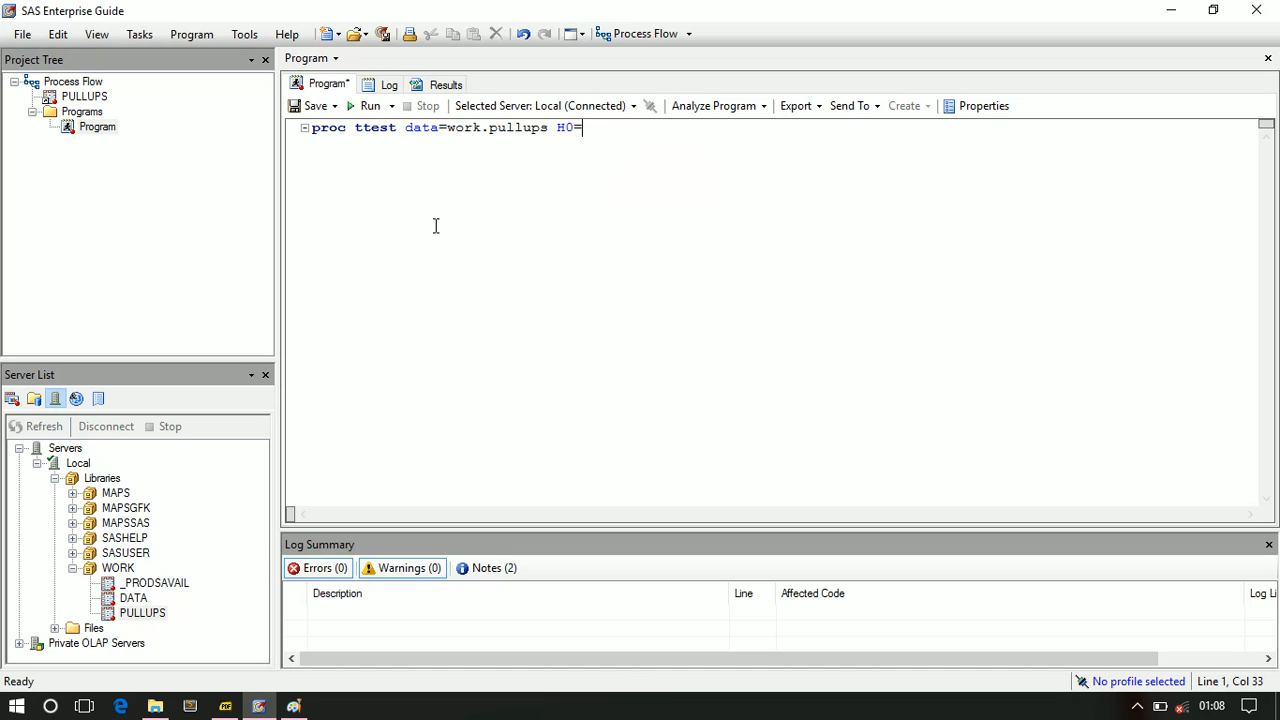 SAS Enterprise Guide
File Edit View Tasks Program Tools Help Process Flow
Project Tree
Process Flow
PULLUPS
Programs
Program
Server List
Refresh Disconnect Stop
Servers
Local
Libraries
MAPS
MAPSGFK
MAPSSAS
SASHELP
SASUSER
WORK
_PRODSAVAIL
DATA
PULLUPS
Files
Private OLAP Servers
Program
Program* Log Results
Save Run Stop Selected Server: Local (Connected) Analyze Program Export Send To Create Properties
proc ttest data=work.pullups H0=
Log Summary
Errors (0) Warnings (0) Notes (2)
Description Line Affected Code Log Li
Ready No profile selected Line 1, Col 33
01:08